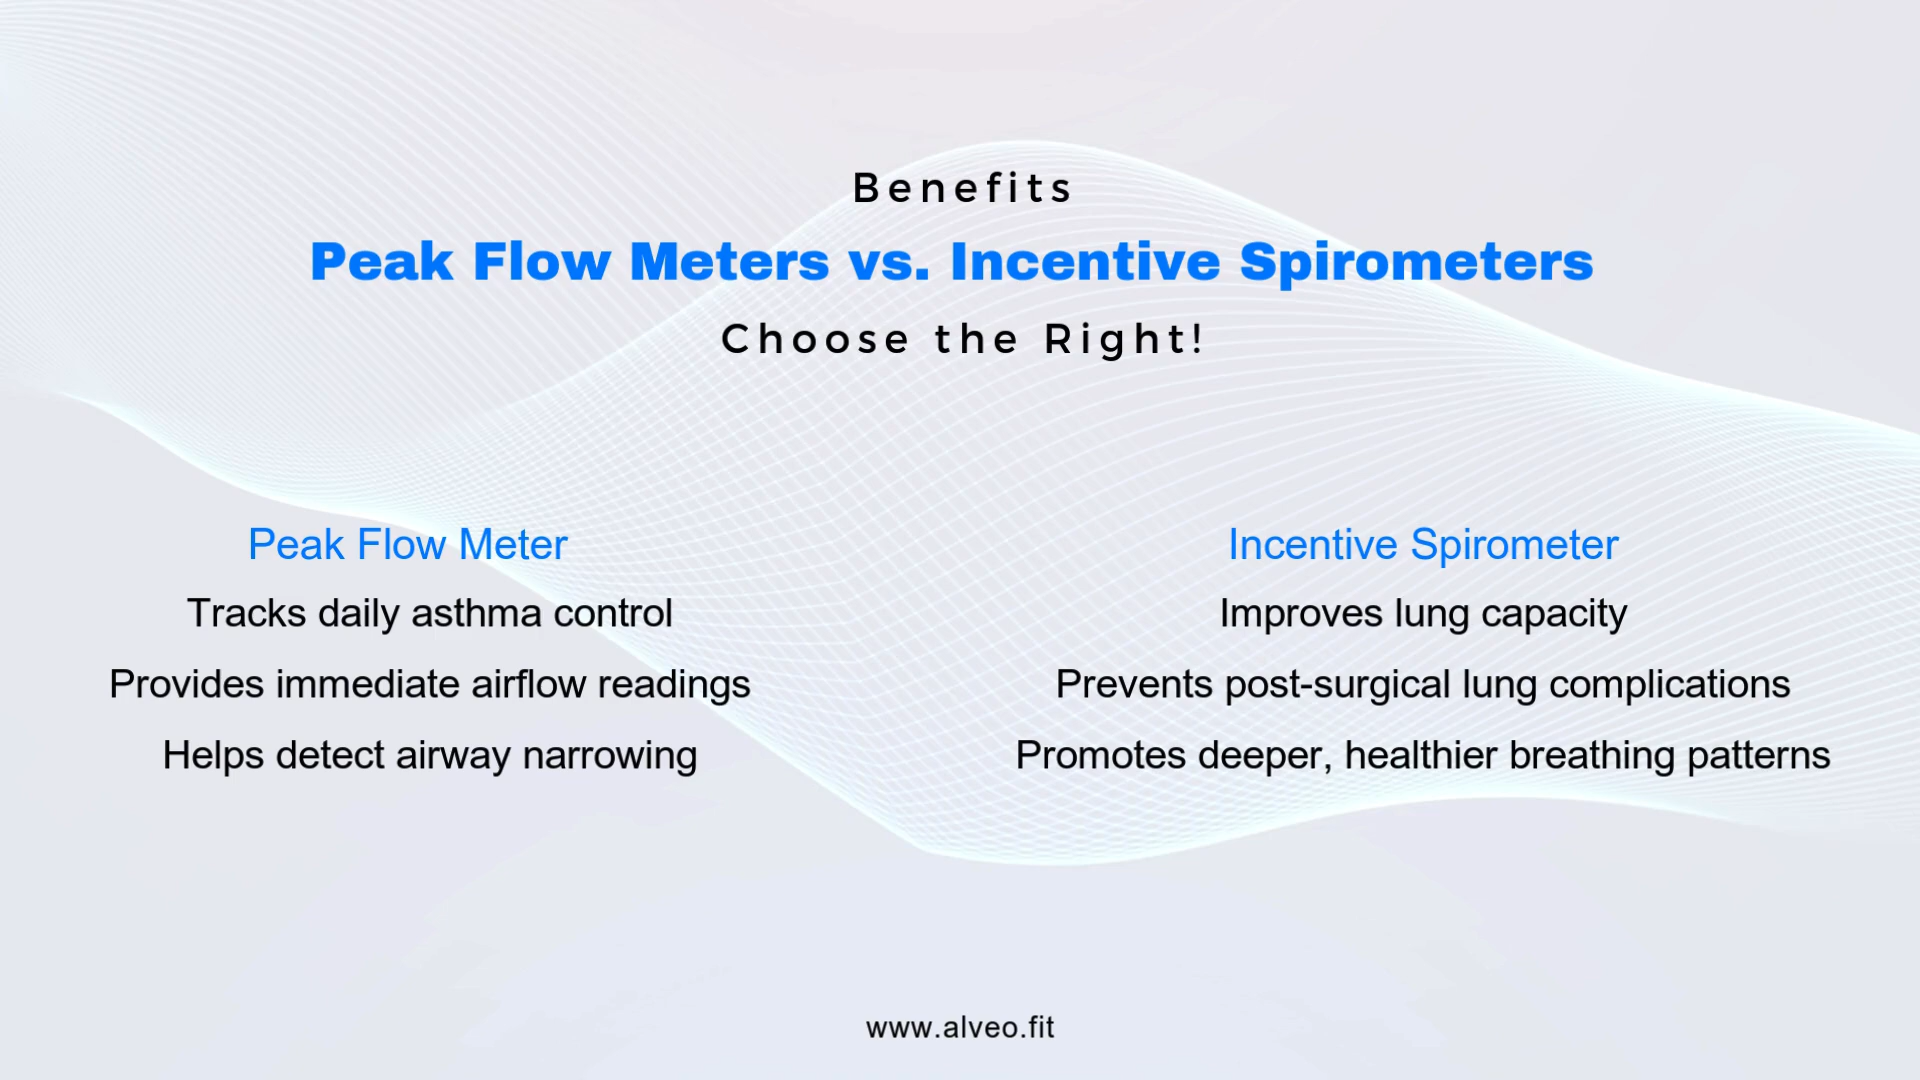 Benefits
Peak Flow Meters vs. Incentive Spirometers
Choose the Right!
Peak Flow Meter
Tracks daily asthma control
Provides immediate airflow readings
Helps detect airway narrowing
Incentive Spirometer
Improves lung capacity
Prevents post-surgical lung complications
Promotes deeper, healthier breathing patterns
www.alveo.fit